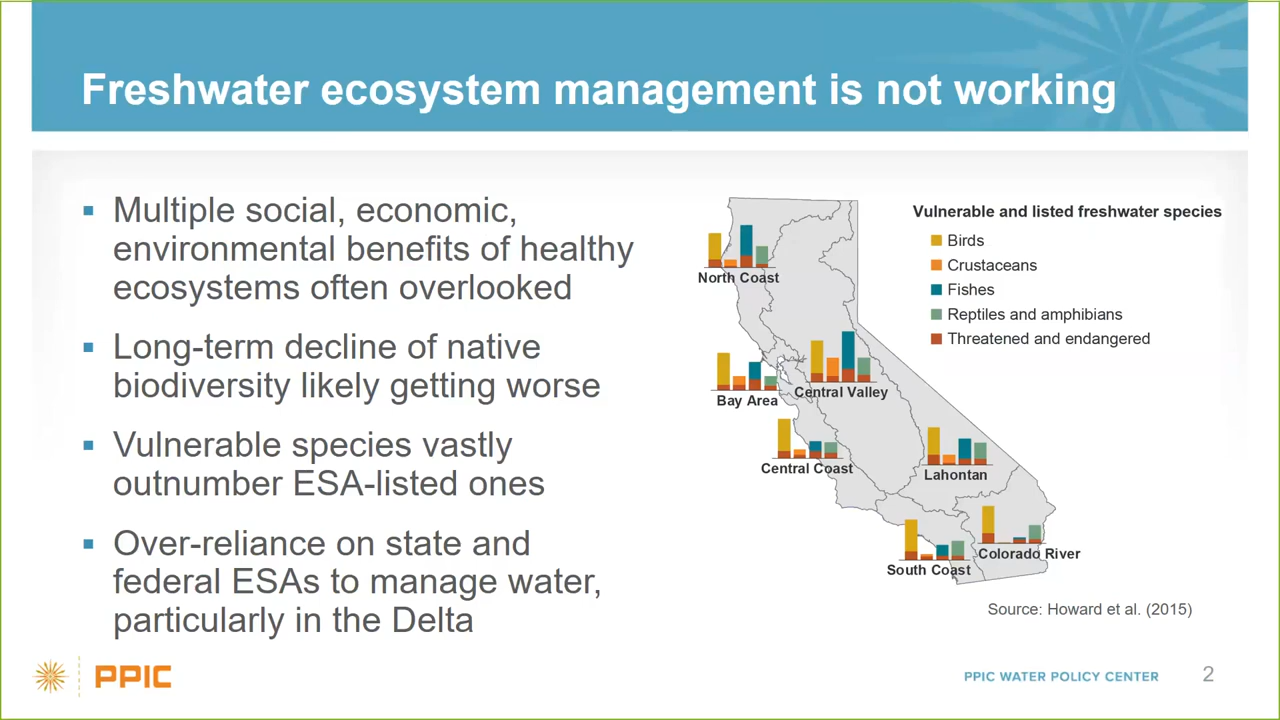 Freshwater ecosystem management is not working
▪ Multiple social, economic,
environmental benefits of healthy
ecosystems often overlooked
▪ Long-term decline of native
biodiversity likely getting worse
▪ Vulnerable species vastly
outnumber ESA-listed ones
▪ Over-reliance on state and
federal ESAs to manage water,
particularly in the Delta
Vulnerable and listed freshwater species
Birds
Crustaceans
Fishes
Reptiles and amphibians
Threatened and endangered
North Coast
Bay Area
Central Valley
Central Coast
Lahontan
South Coast
Colorado River
Source: Howard et al. (2015)
PPIC
PPIC WATER POLICY CENTER
2